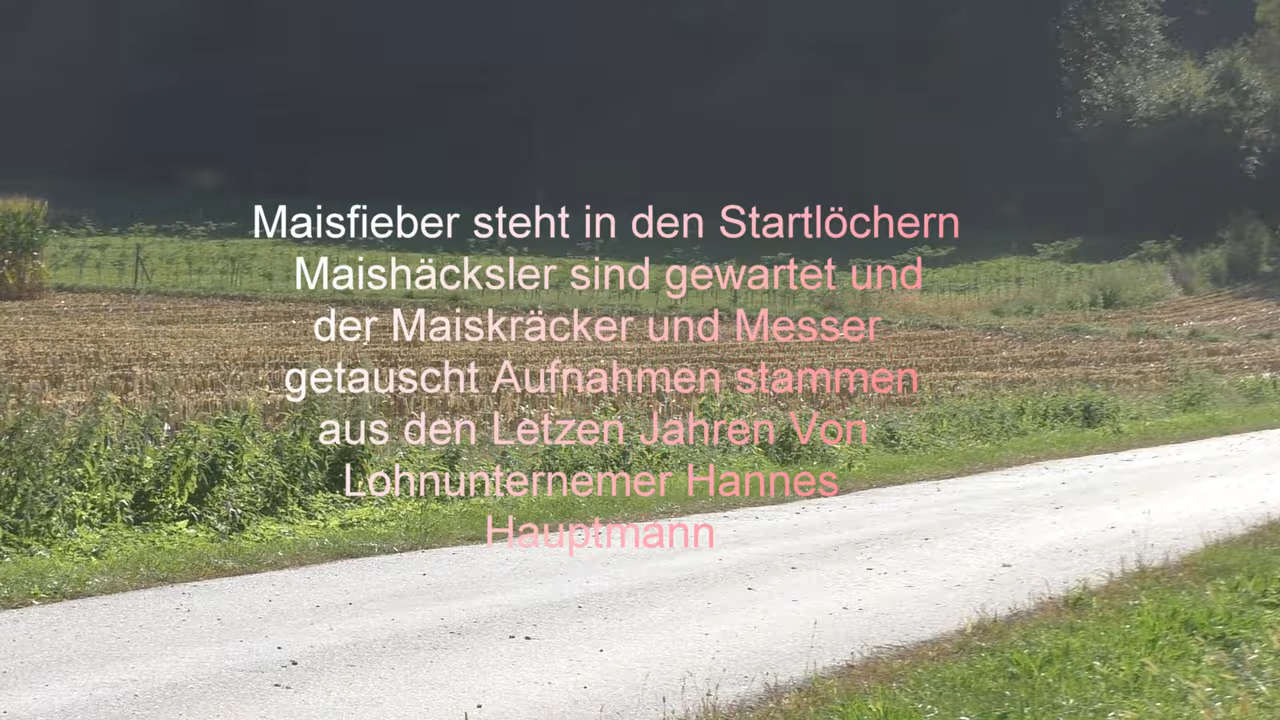 Maisfieber steht in den Startlöchern
Maishäcksler sind gewartet und
der Maiskräcker und Messer
getauscht Aufnahmen stammen
aus den Letzen Jahren Von
Lohnunternemer Hannes
Hauptmann